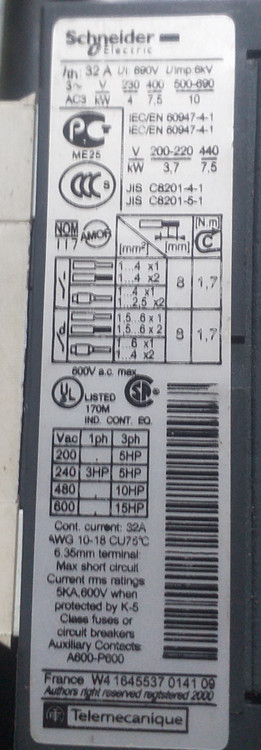 Schneider
Electric
Ith: 32 A Ui: 690V Uimp:6kV
3~ V 230 400 500-690
AC3 kW 4 7,5 10
IEC/EN 60947-4-1
IEC/EN 60947-4-1
ME25
V 200-220 440
kW 3,7 7,5
CCC S
JIS C8201-4-1
JIS C8201-5-1
NOM
117
[mm²] [mm] [N.m]
1...4 x1
1...4 x2
1...4 x1
1...2,5 x2
8 1,7
1,5...6 x1
1,5...6 x2
1...6 x1
1...4 x2
8 1,7
600V a.c. max
UL LISTED
170M
IND. CONT. EQ.
Vac 1ph 3ph
200 . 5HP
240 3HP 5HP
480 . 10HP
600 . 15HP
Cont. current: 32A
AWG 10-18 CU75°C
6.35mm terminal:
Max short circuit
Current rms ratings
5KA,600V when
protected by K-5
Class fuses or
circuit breakers
Auxiliary Contacts:
A600-P600
France W4 1645537 0141 09
Authors right reserved registered 2000
Telemecanique